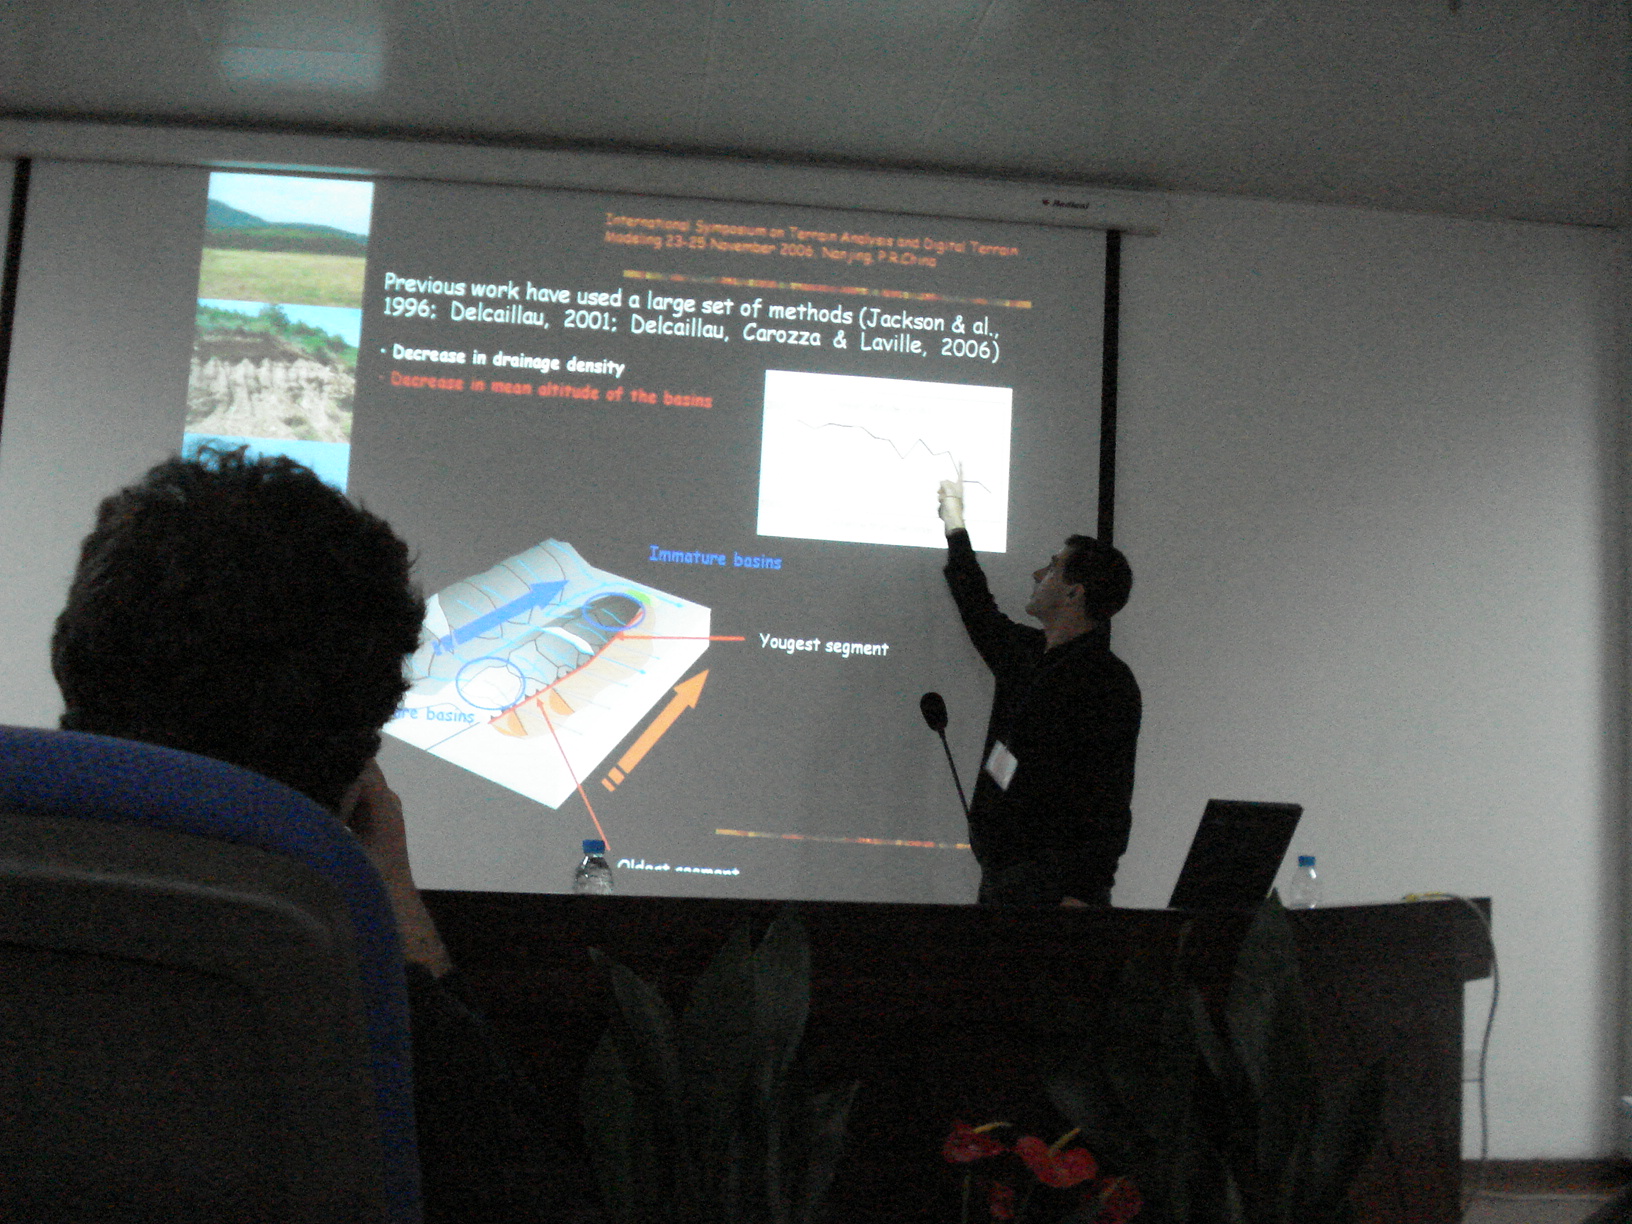 International Symposium on Terrain Analysis and Digital Terrain
Modeling 23-25 November 2006, Nanjing, P.R.China
Previous work have used a large set of methods (Jackson & al.,
1996; Delcaillau, 2001; Delcaillau, Carozza & Laville, 2006)
· Decrease in drainage density
· Decrease in mean altitude of the basins
Immature basins
Yougest segment
basins
Oldest segment